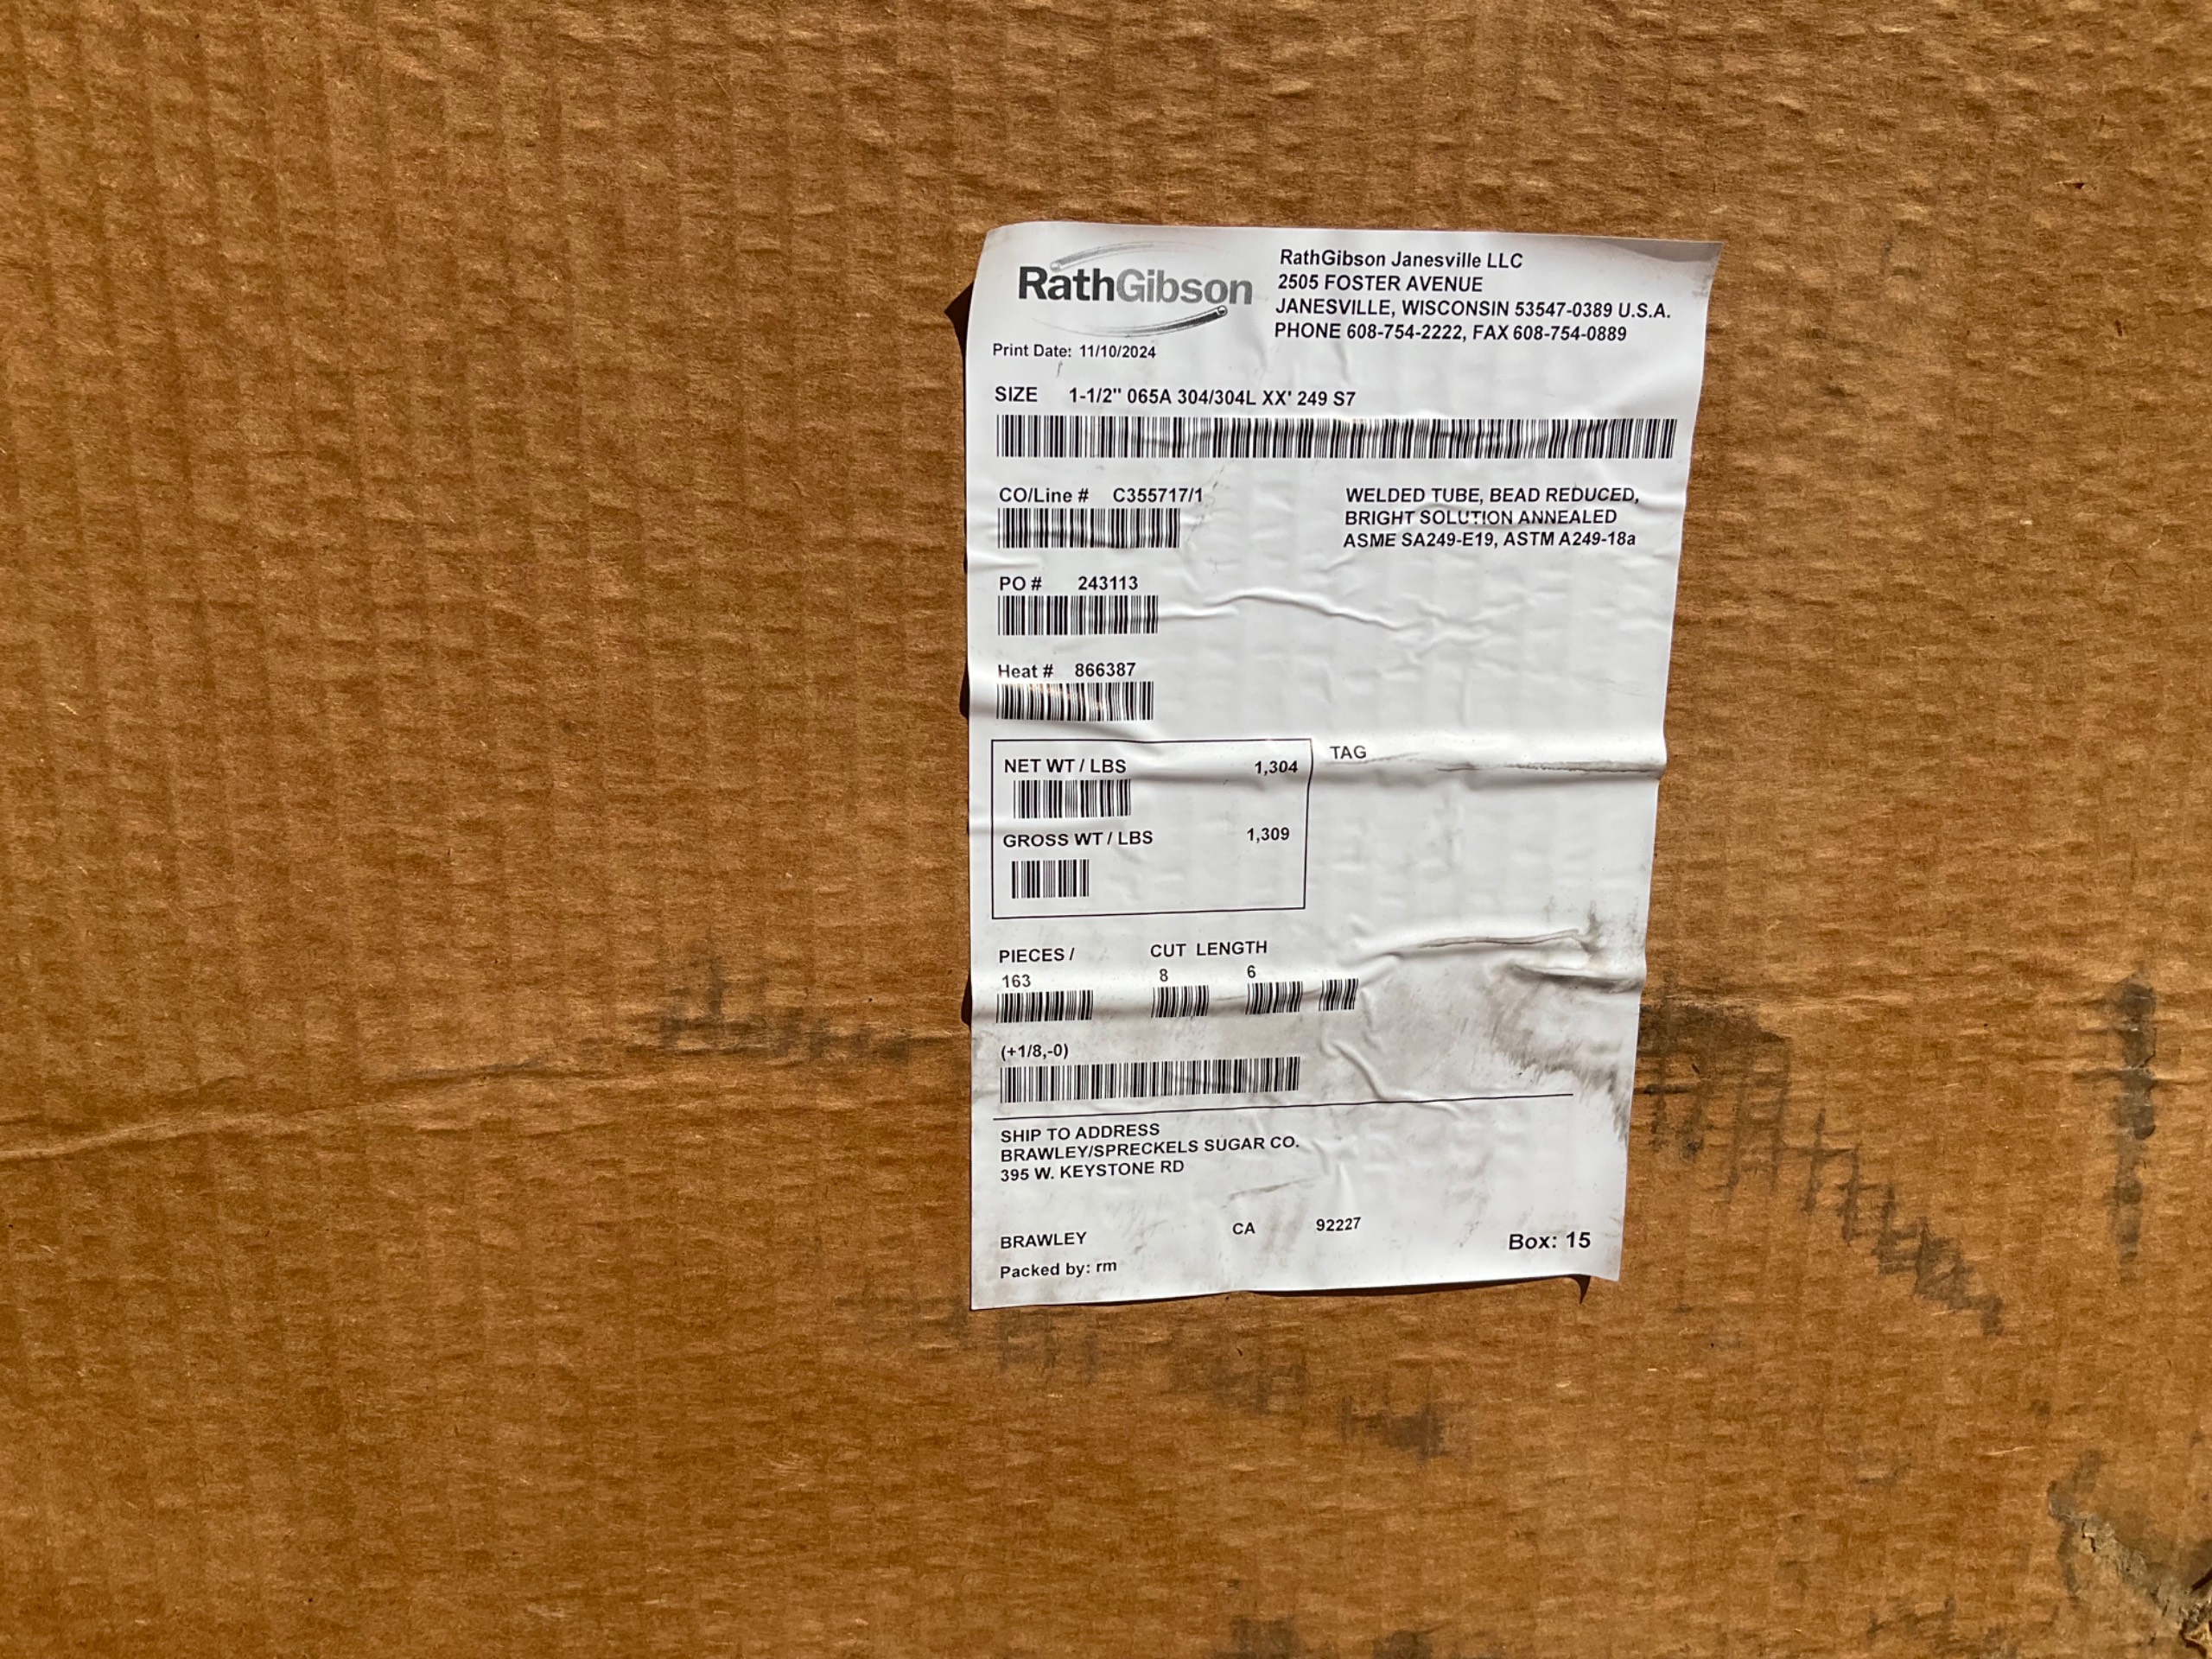 RathGibson
RathGibson Janesville LLC
2505 FOSTER AVENUE
JANESVILLE, WISCONSIN 53547-0389 U.S.A.
PHONE 608-754-2222, FAX 608-754-0889
Print Date: 11/10/2024
SIZE 1-1/2" 065A 304/304L XX' 249 S7
CO/Line # C355717/1
WELDED TUBE, BEAD REDUCED,
BRIGHT SOLUTION ANNEALED
ASME SA249-E19, ASTM A249-18a
PO # 243113
Heat # 866387
NET WT / LBS 1,304
TAG
GROSS WT / LBS 1,309
PIECES / CUT LENGTH
163 8 6
(+1/8,-0)
SHIP TO ADDRESS
BRAWLEY/SPRECKELS SUGAR CO.
395 W. KEYSTONE RD
BRAWLEY CA 92227
Box: 15
Packed by: rm